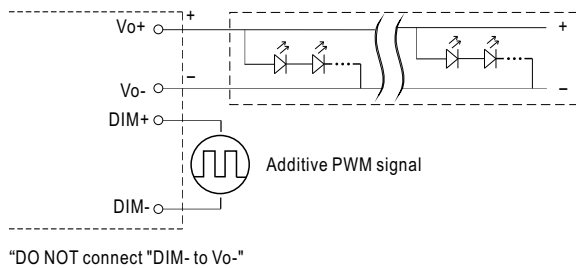 Vo+
+
+
−
−
Vo-
DIM+
Additive PWM signal
DIM-
“DO NOT connect "DIM- to Vo-"